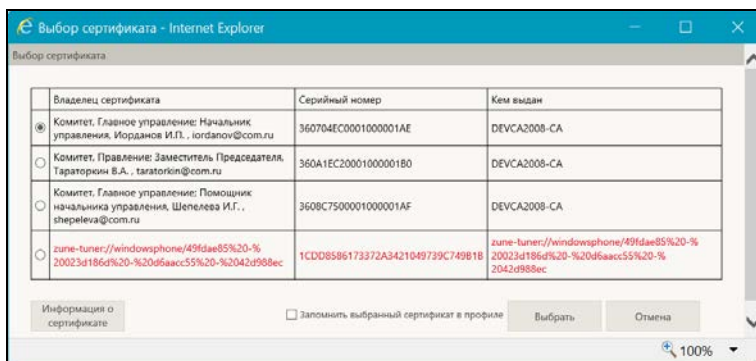 Выбор сертификата - Internet Explorer
Выбор сертификата
Владелец сертификата Серийный номер Кем выдан
Комитет, Главное управление; Начальник
управления, Иорданов И.П. , iordanov@com.ru
360704EC0001000001AE
DEVCA2008-CA
Комитет, Правление; Заместитель Председателя,
Тараторкин В.А. , taratorkin@com.ru
360A1EC20001000001B0
DEVCA2008-CA
Комитет, Главное управление; Помощник
начальника управления, Шепелева И.Г. ,
shepeleva@com.ru
3608C7500001000001AF
DEVCA2008-CA
zune-tuner://windowsphone/49fdae85%20-%
20023d186d%20-%20d6aacc55%20-%2042d988ec
1CDD8586173372A3421049739C749B1B
zune-tuner://windowsphone/49fdae85%20-%
20023d186d%20-%20d6aacc55%20-%
2042d988ec
Информация о
сертификате
Запомнить выбранный сертификат в профиле
Выбрать
Отмена
100%